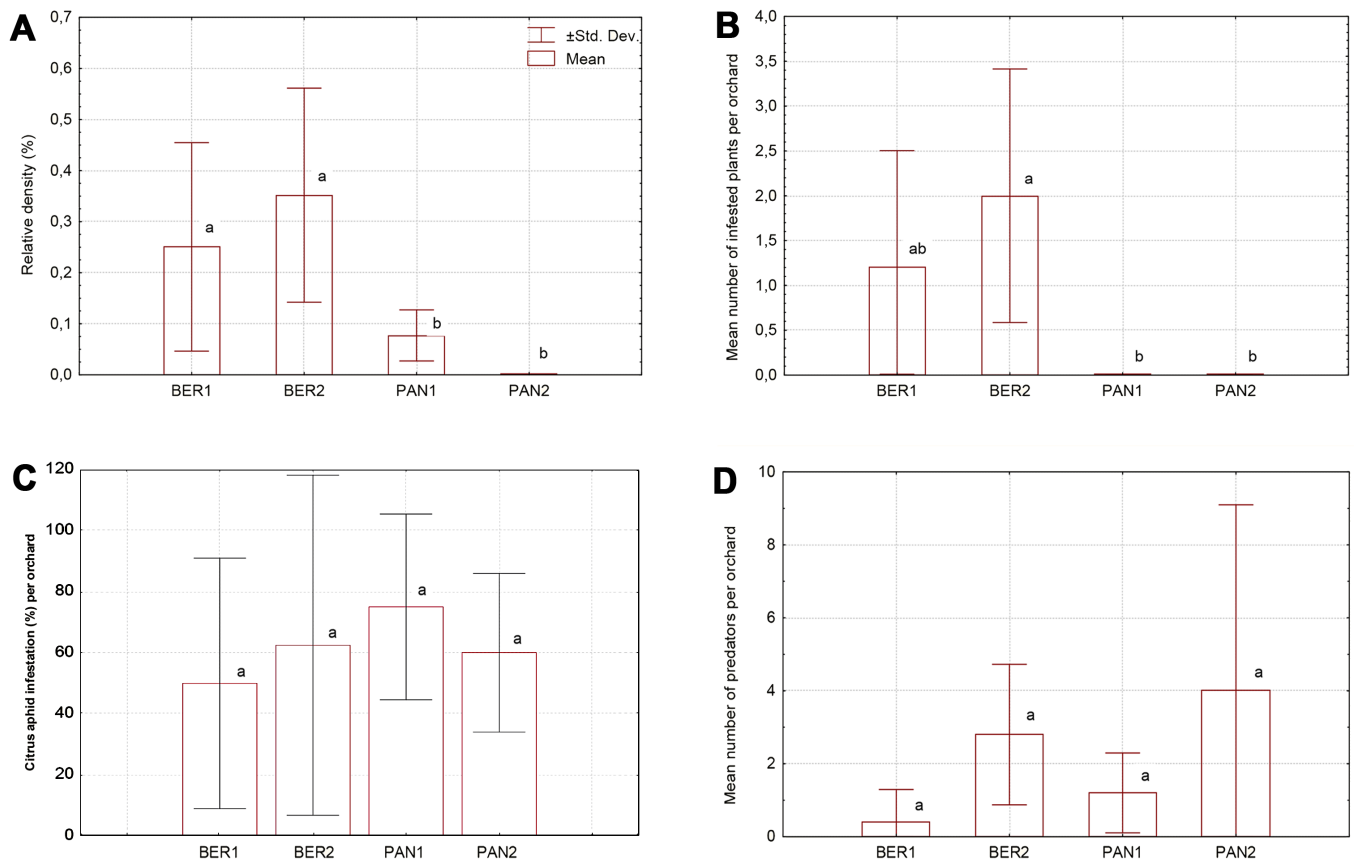 A
Relative density (%)
0,7
0,6
0,5
0,4
0,3
0,2
0,1
0,0
±Std. Dev.
Mean
a
a
b
b
BER1 BER2 PAN1 PAN2
B
Mean number of infested plants per orchard
4,0
3,5
3,0
2,5
2,0
1,5
1,0
0,5
0,0
ab
a
b
b
BER1 BER2 PAN1 PAN2
C
Citrus aphid infestation (%) per orchard
120
100
80
60
40
20
0
a
a
a
a
BER1 BER2 PAN1 PAN2
D
Mean number of predators per orchard
10
8
6
4
2
0
a
a
a
a
BER1 BER2 PAN1 PAN2